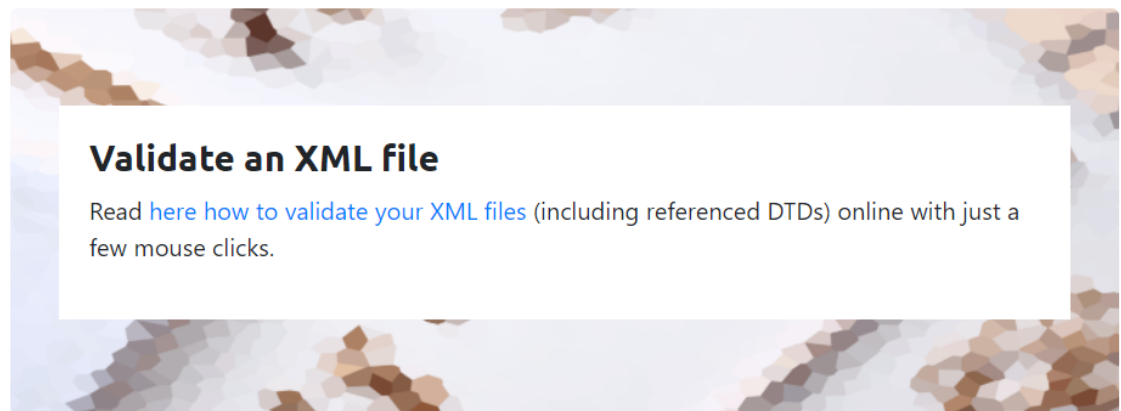 Validate an XML file
Read here how to validate your XML files (including referenced DTDs) online with just a
few mouse clicks.